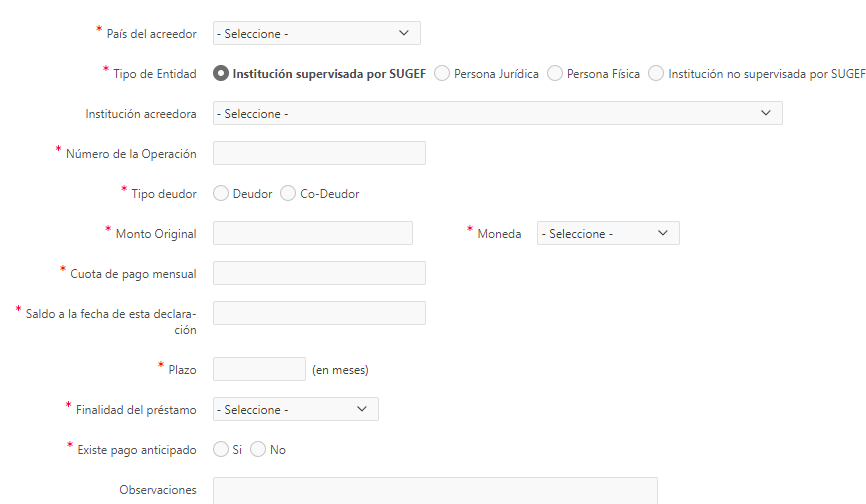 * País del acreedor - Seleccione -
* Tipo de Entidad Institución supervisada por SUGEF Persona Jurídica Persona Física Institución no supervisada por SUGEF
Institución acreedora - Seleccione -
* Número de la Operación
* Tipo deudor Deudor Co-Deudor
* Monto Original * Moneda - Seleccione -
* Cuota de pago mensual
* Saldo a la fecha de esta declara-
ción
* Plazo (en meses)
* Finalidad del préstamo - Seleccione -
* Existe pago anticipado Si No
Observaciones